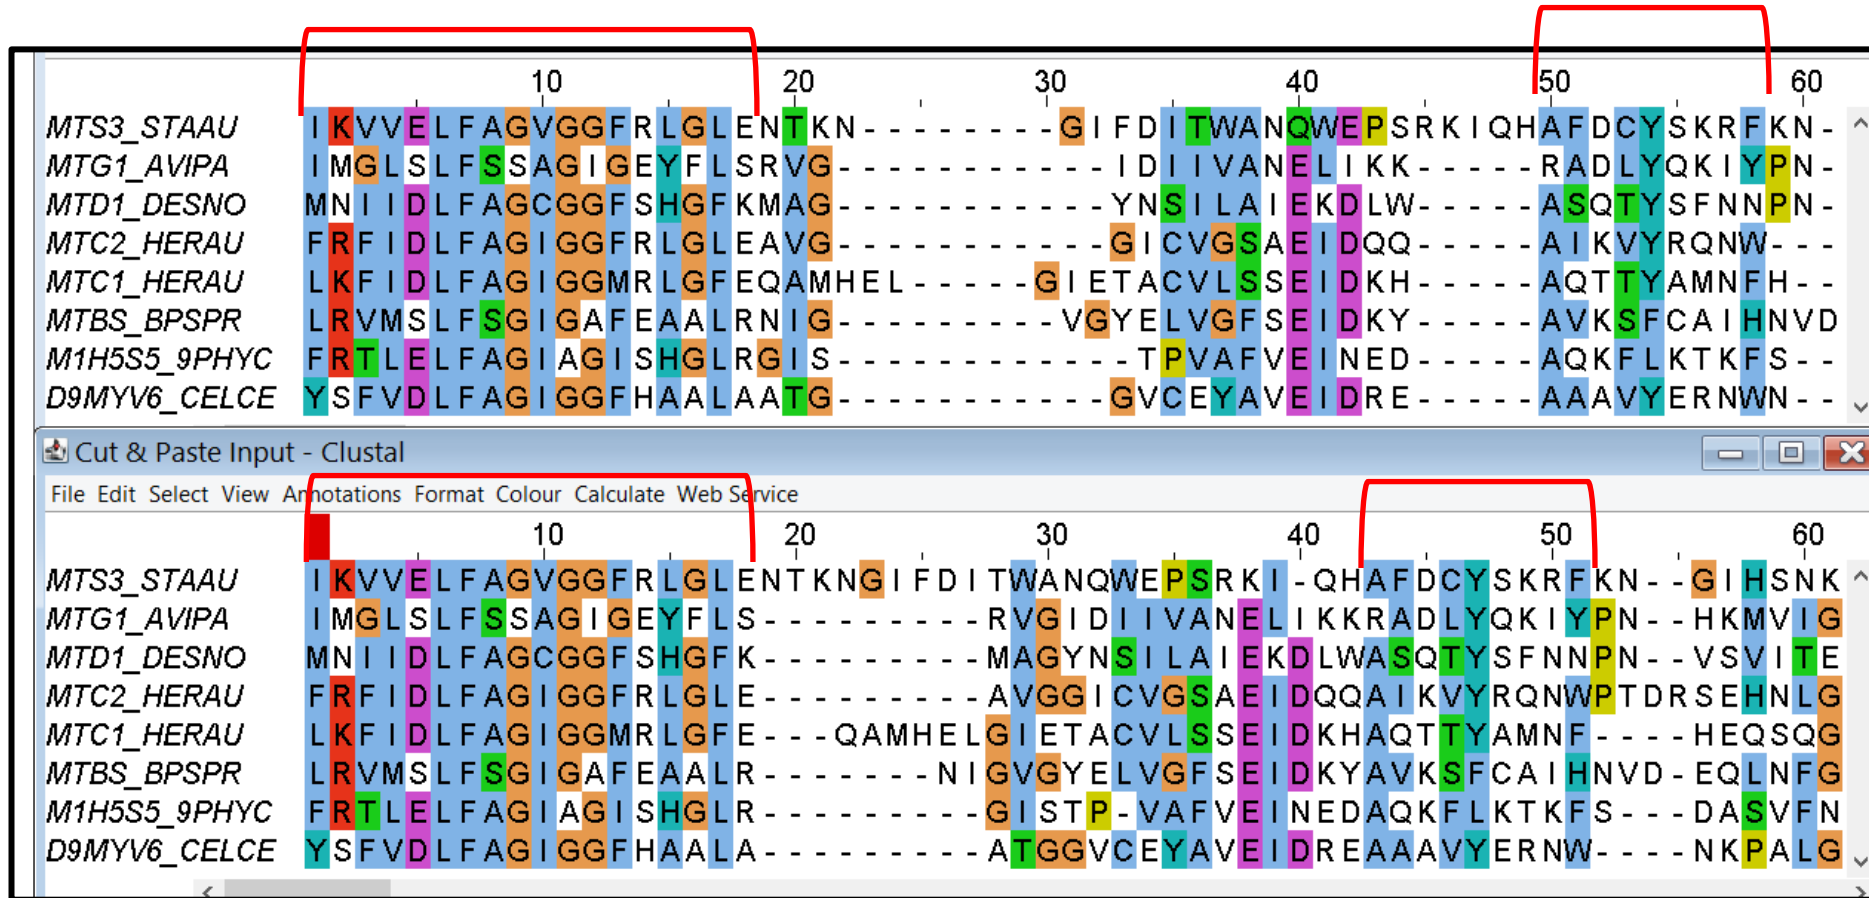 10 20 30 40 50 60
MTS3_STAAU IKVVELFAGVGGFRLGLENTKN--------GIFDITWANQWEPSRKIQHAFDCYSKRFKN-
MTG1_AVIPA IMGLSLFSSAGIGEYFLSRVG-----------IDIIVANELIKK-----RADLYQKIYPN-
MTD1_DESNO MNIIDLFAGCGGFSHGFKMAG-----------YNSILAIEKDLW-----ASQTYSFNNPN-
MTC2_HERAU FRFIDLFAGIGGFRLGLEAVG-----------GICVGSAEIDQQ-----AIKVYRQNW---
MTC1_HERAU LKFIDLFAGIGGMRLGFEQAMHEL-----GIETACVLSSEIDKH-----AQTTYAMNFH--
MTBS_BPSPR LRVMSLFSGIGAFEAALRNIG---------VGYELVGFSEIDKY-----AVKSFCAIHNVD
M1H5S5_9PHYC FRTLELFAGIAGISHGLRGIS------------TPVAFVEINED-----AQKFLKTKFS--
D9MYV6_CELCE YSFVDLFAGIGGFHAALAATG-----------GVCEYAVEIDRE-----AAAVYERNWN--
Cut & Paste Input - Clustal
File Edit Select View Annotations Format Colour Calculate Web Service
10 20 30 40 50 60
MTS3_STAAU IKVVELFAGVGGFRLGLENTKNGIFDITWANQWEPSRKI-QHAFDCYSKRFKN--GIHSNK
MTG1_AVIPA IMGLSLFSSAGIGEYFLS---------RVGIDIIVANELIKKRADLYQKIYPN--HKMVIG
MTD1_DESNO MNIIDLFAGCGGFSHGFK---------MAGYNSILAIEKDLWASQTYSFNNPN--VSVITE
MTC2_HERAU FRFIDLFAGIGGFRLGLE---------AVGGICVGSAEIDQQAIKVYRQNWPTDRSEHNLG
MTC1_HERAU LKFIDLFAGIGGMRLGFE---QAMHELGIETACVLSSEIDKHAQTTYAMNF----HEQSQG
MTBS_BPSPR LRVMSLFSGIGAFEAALR-------NIGVGYELVGFSEIDKYAVKSFCAIHNVD-EQLNFG
M1H5S5_9PHYC FRTLELFAGIAGISHGLR---------GISTP-VAFVEINEDAQKFLKTKFS---DASVFN
D9MYV6_CELCE YSFVDLFAGIGGFHAALA---------ATGGVCEYAVEIDREAAAVYERNW----NKPALG